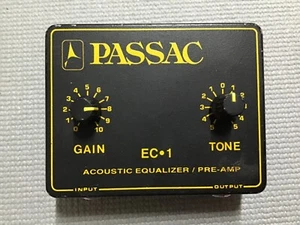 PASSAC
GAIN
EC•1
TONE
ACOUSTIC EQUALIZER / PRE-AMP
INPUT
OUTPUT